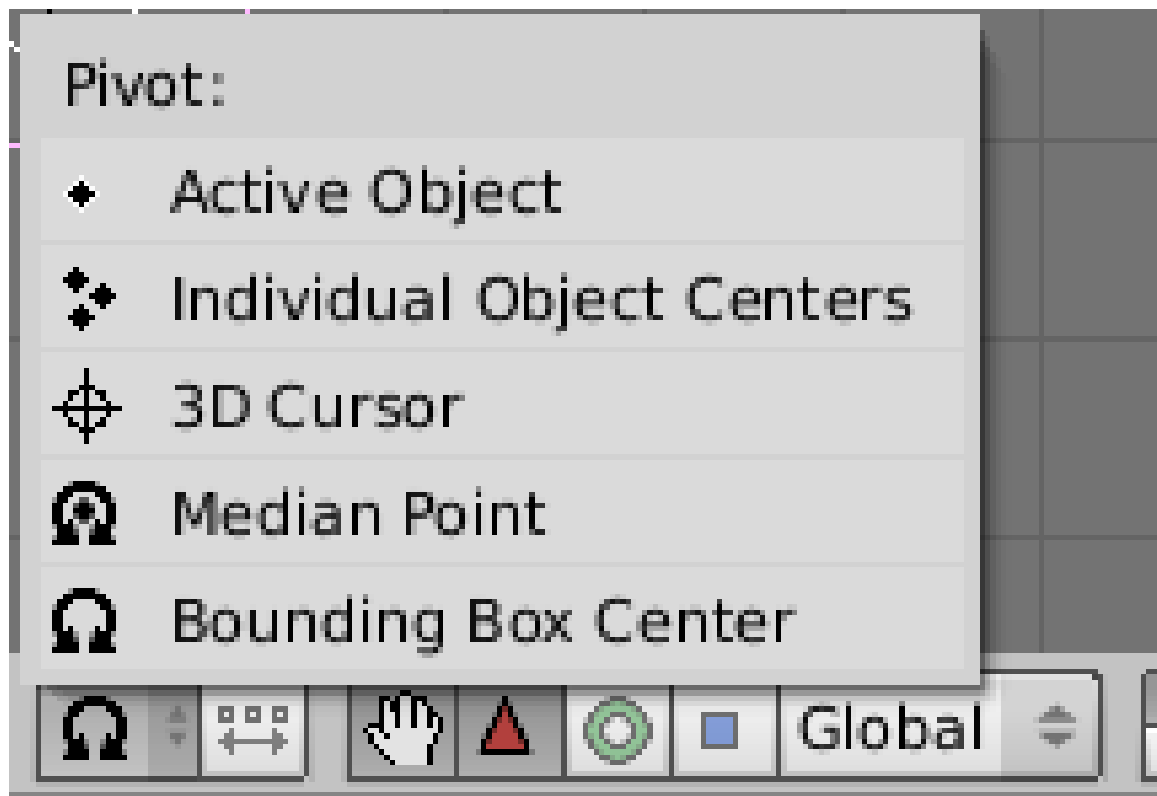 Pivot:
Active Object
Individual Object Centers
3D Cursor
Median Point
Bounding Box Center
Global